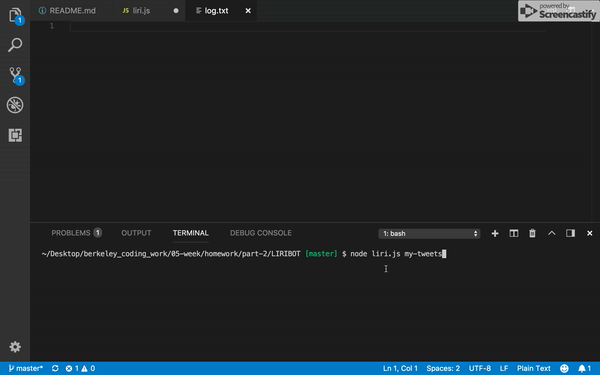 README.md JS liri.js log.txt
powered by
Screencastify
1
1
1
PROBLEMS 1 OUTPUT TERMINAL DEBUG CONSOLE 1: bash
~/Desktop/berkeley_coding_work/05-week/homework/part-2/LIRIBOT [master] $ node liri.js my-tweets
master* 1 0 Ln 1, Col 1 Spaces: 2 UTF-8 LF Plain Text 1